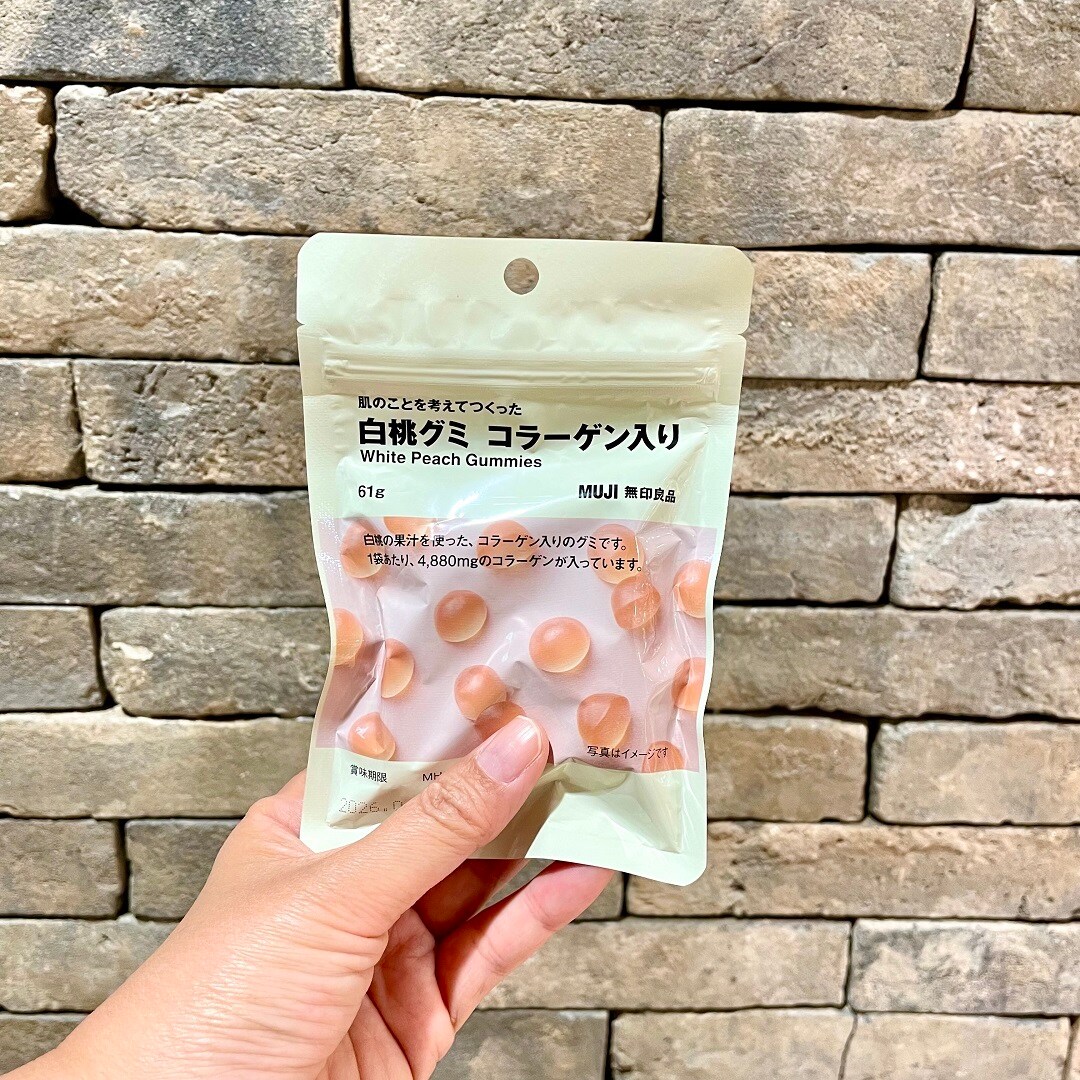 肌のことを考えてつくった
白桃グミ コラーゲン入り
White Peach Gummies
61g
MUJI 無印良品
白桃の果汁を使った、コラーゲン入りのグミです。
1袋あたり、4,880mgのコラーゲンが入っています。
写真はイメージです
賞味期限